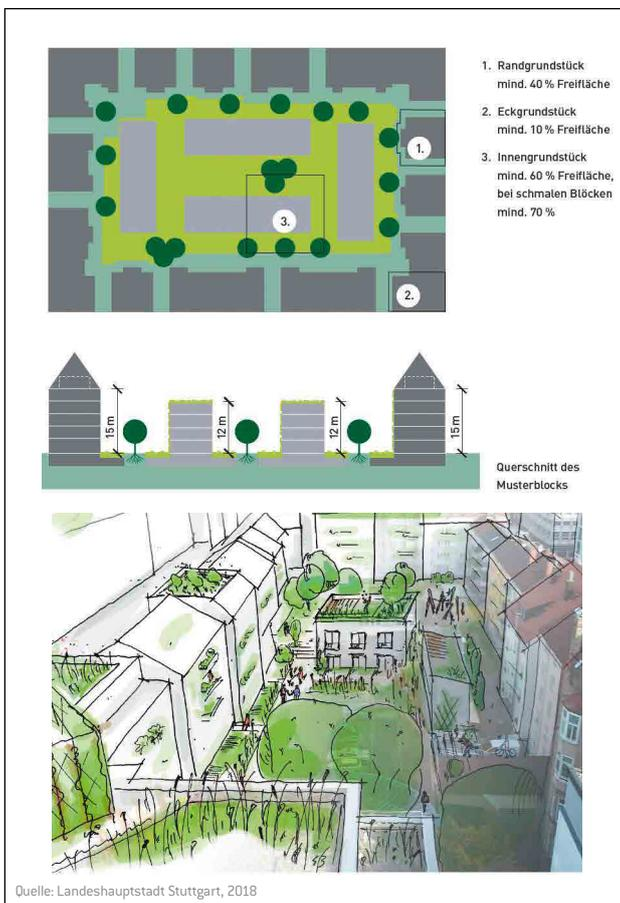 1. Randgrundstück
mind. 40 % Freifläche
2. Eckgrundstück
mind. 10 % Freifläche
3. Innengrundstück
mind. 60 % Freifläche,
bei schmalen Blöcken
mind. 70 %
1.
3.
2.
15 m
12 m
12 m
15 m
Querschnitt des
Musterblocks
Quelle: Landeshauptstadt Stuttgart, 2018